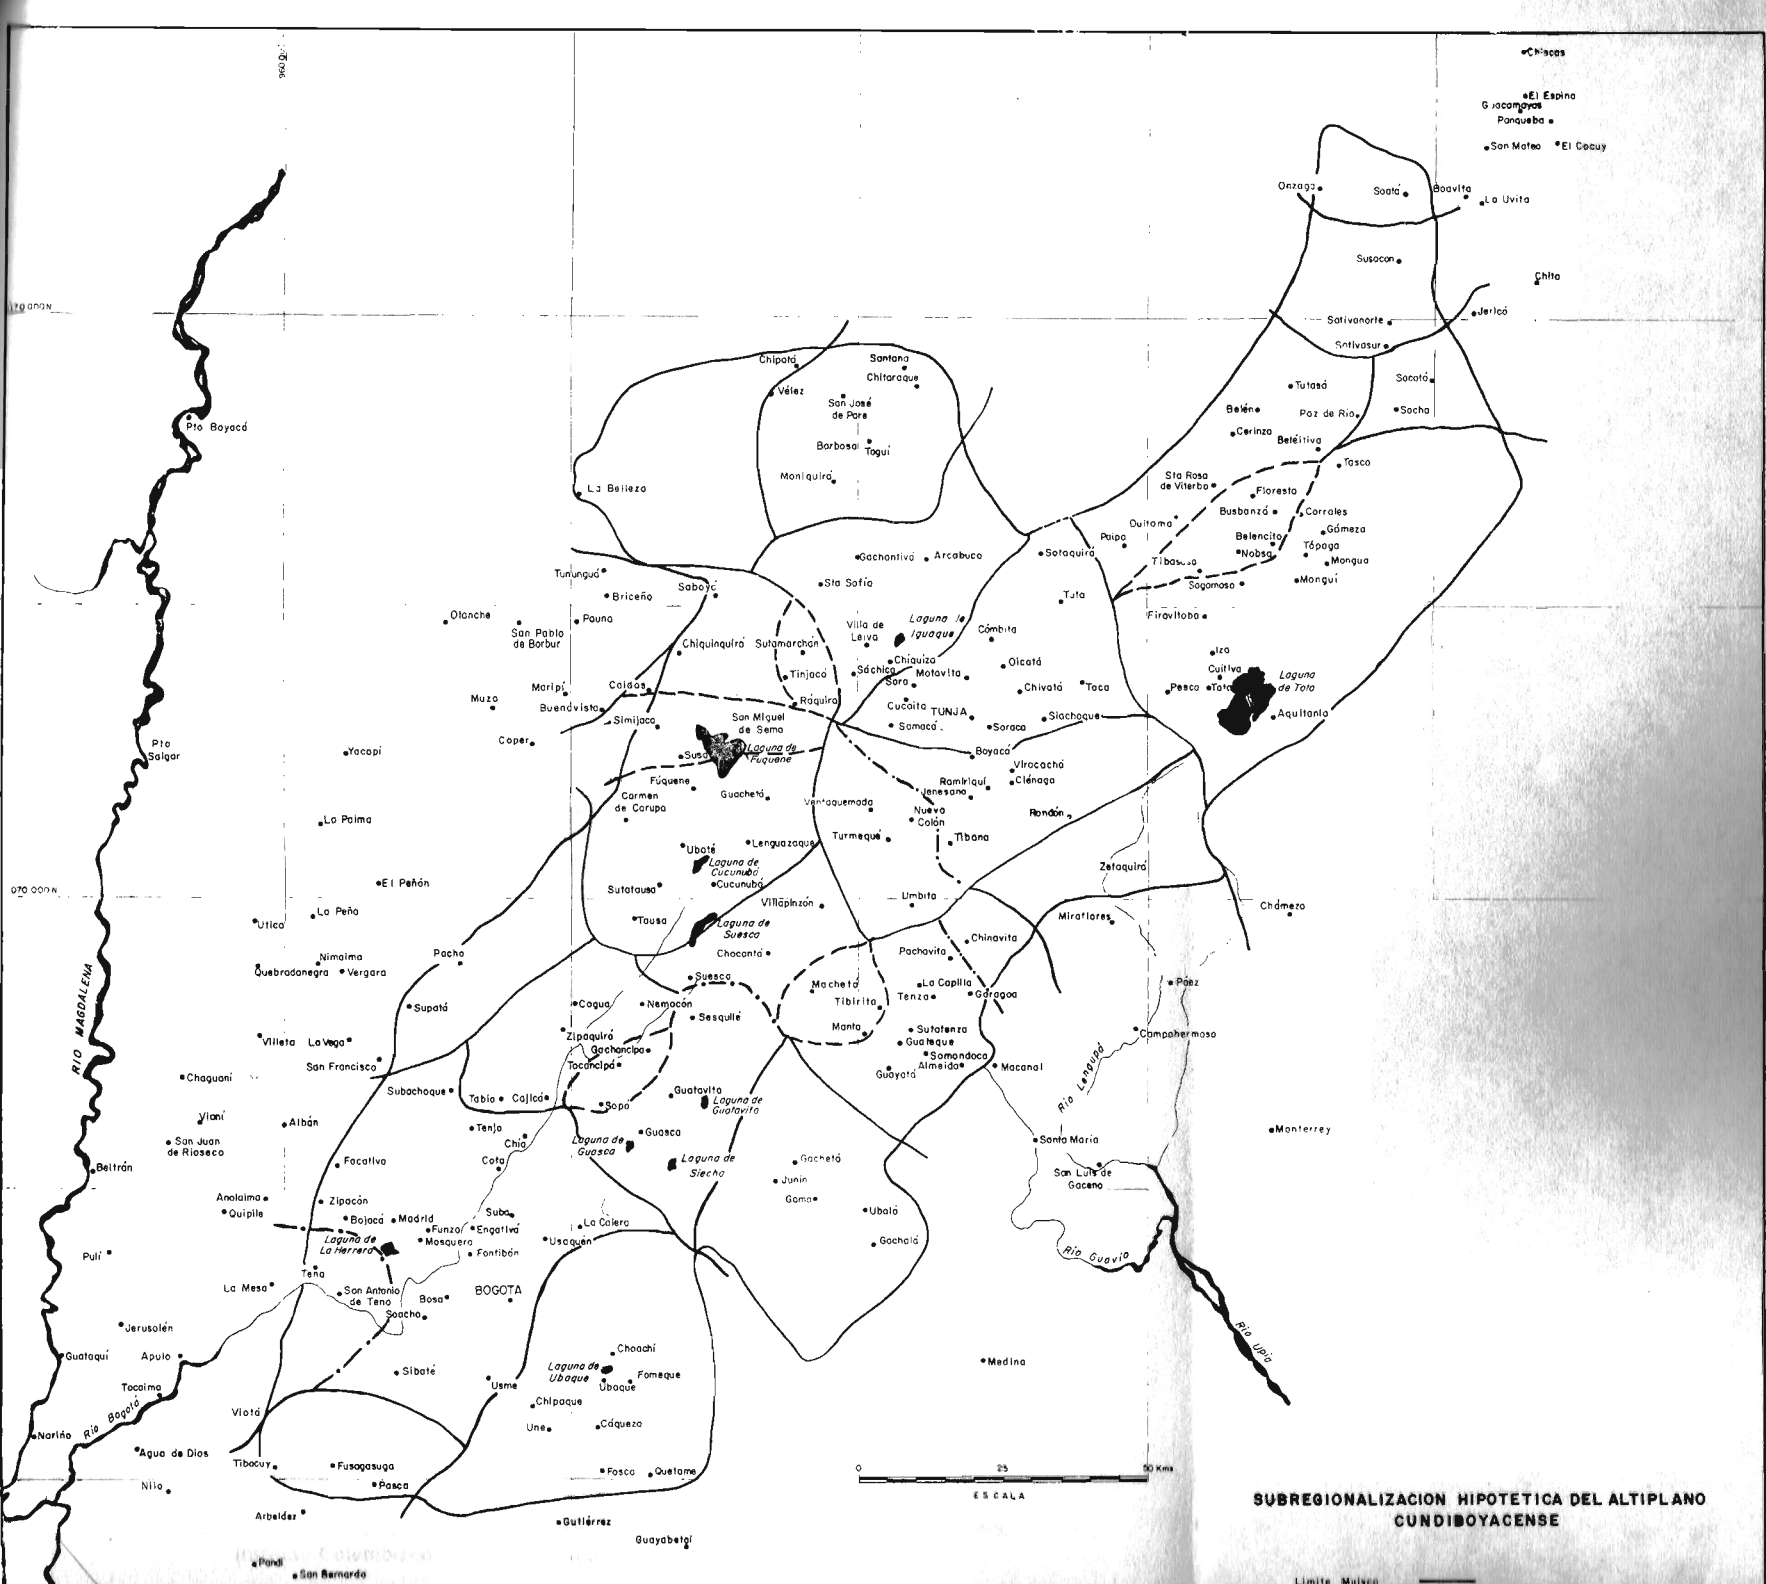 Chiscas
El Espino
Guacamayas
Panqueba
San Mateo
El Cocuy
Onzaga
Soatá
Boavita
La Uvita
Susacon
Chita
Sativanorte
Jericó
Sativasur
Chipatá
Santana
Chitaraque
Vélez
San José
de Pare
Tutasá
Socotá
Belén
Paz de Rio
Socha
Cerinza
Beléitiva
Pto Boyacá
Barbosa
Togui
Moniquirá
Tasco
La Belleza
Sta Rosa
de Viterbo
Floresta
Busbanzá
Corrales
Duitama
Gámeza
Paipa
Belencito
Tópaga
Nobsa
Mongua
Gachantivá
Arcabuco
Sotaquirá
Tibasosa
Sogamoso
Monguí
Tununguá
Saboyá
Sta Sofía
Briceño
Tuta
Firavitoba
Otanche
San Pablo
de Borbur
Pauna
Villa de
Leiva
Laguna de
Iguaque
Cómbita
Chiquinquirá
Sutamarchán
Iza
Chiquiza
Oicatá
Cuitiva
Tinjacá
Sáchica
Motavita
Sora
Laguna
de Tota
Maripí
Caldas
Chivatá
Toca
Pesca
Tota
Muzo
Buenavista
Ráquira
Cucaita
TUNJA
Aquitania
Simijaca
San Miguel
de Sema
Samacá
Soraca
Siachoque
Coper
Pto
Salgar
Yacopí
Susa
Laguna de
Fuquene
Boyacá
Viracachá
Fúquene
Ramiriquí
Ciénaga
Carmen
de Carupa
Guachetá
Jenesano
Ventaquemada
Nuevo
Colón
Rondón
La Palma
Turmequé
Tibaná
Ubaté
Lenguazaque
Laguna de
Cucunubá
Zetaquirá
El Peñón
Sutatausa
Cucunubá
Umbita
Villapinzón
La Peña
Utica
Tausa
Laguna de
Suesca
Miraflores
Chámeza
Chinavita
Pachavita
Pacho
Chocontá
Nimaima
Quebradanegra
Vergara
Suesca
Páez
Machetá
La Capilla
Supatá
Cogua
Nemocón
Tibirita
Tenza
Garagoa
Sesquilé
RIO MAGDALENA
Villeta
La Vega
Zipaquirá
Manta
Sutatenza
Campohermoso
Gachancipa
Guateque
Somondoco
San Francisco
Tocancipá
Guayatá
Almeida
Macanal
Chaguaní
Subachoque
Tabio
Cajicá
Guatavita
Río Lengupá
Sopó
Laguna de
Guatavita
Vianí
Albán
Tenjo
Guasca
San Juan
de Rioseco
Chía
Laguna de
Guasca
Santa María
Monterrey
Beltrán
Facativa
Cota
Laguna de
Siecha
Gachetá
San Luis de
Gaceno
Junín
Anolaima
Zipacón
Gama
Quipile
Bojacá
Madrid
Suba
Ubalá
Funza
Engativá
La Calera
Laguna de
La Herrera
Mosquera
Usaquén
Fontibón
Gachalá
Río Guavio
Pulí
Tena
La Mesa
San Antonio
de Tena
Bosa
BOGOTA
Soacha
Jerusalén
Río Upía
Guataquí
Apulo
Choachí
Laguna de
Ubaque
Medina
Sibaté
Fomeque
Usme
Ubaque
Tocaima
Chipaque
Viotá
Une
Cáqueza
Nariño
Río Bogotá
Agua de Dios
Tibacuy
Fusagasuga
Fosca
Quetame
Pasca
Nilo
Arbeláez
Gutiérrez
Guayabetal
Pandi
San Bernardo
0 25 50 Kms
ESCALA
SUBREGIONALIZACION HIPOTETICA DEL ALTIPLANO
CUNDIBOYACENSE
Limite Muisca